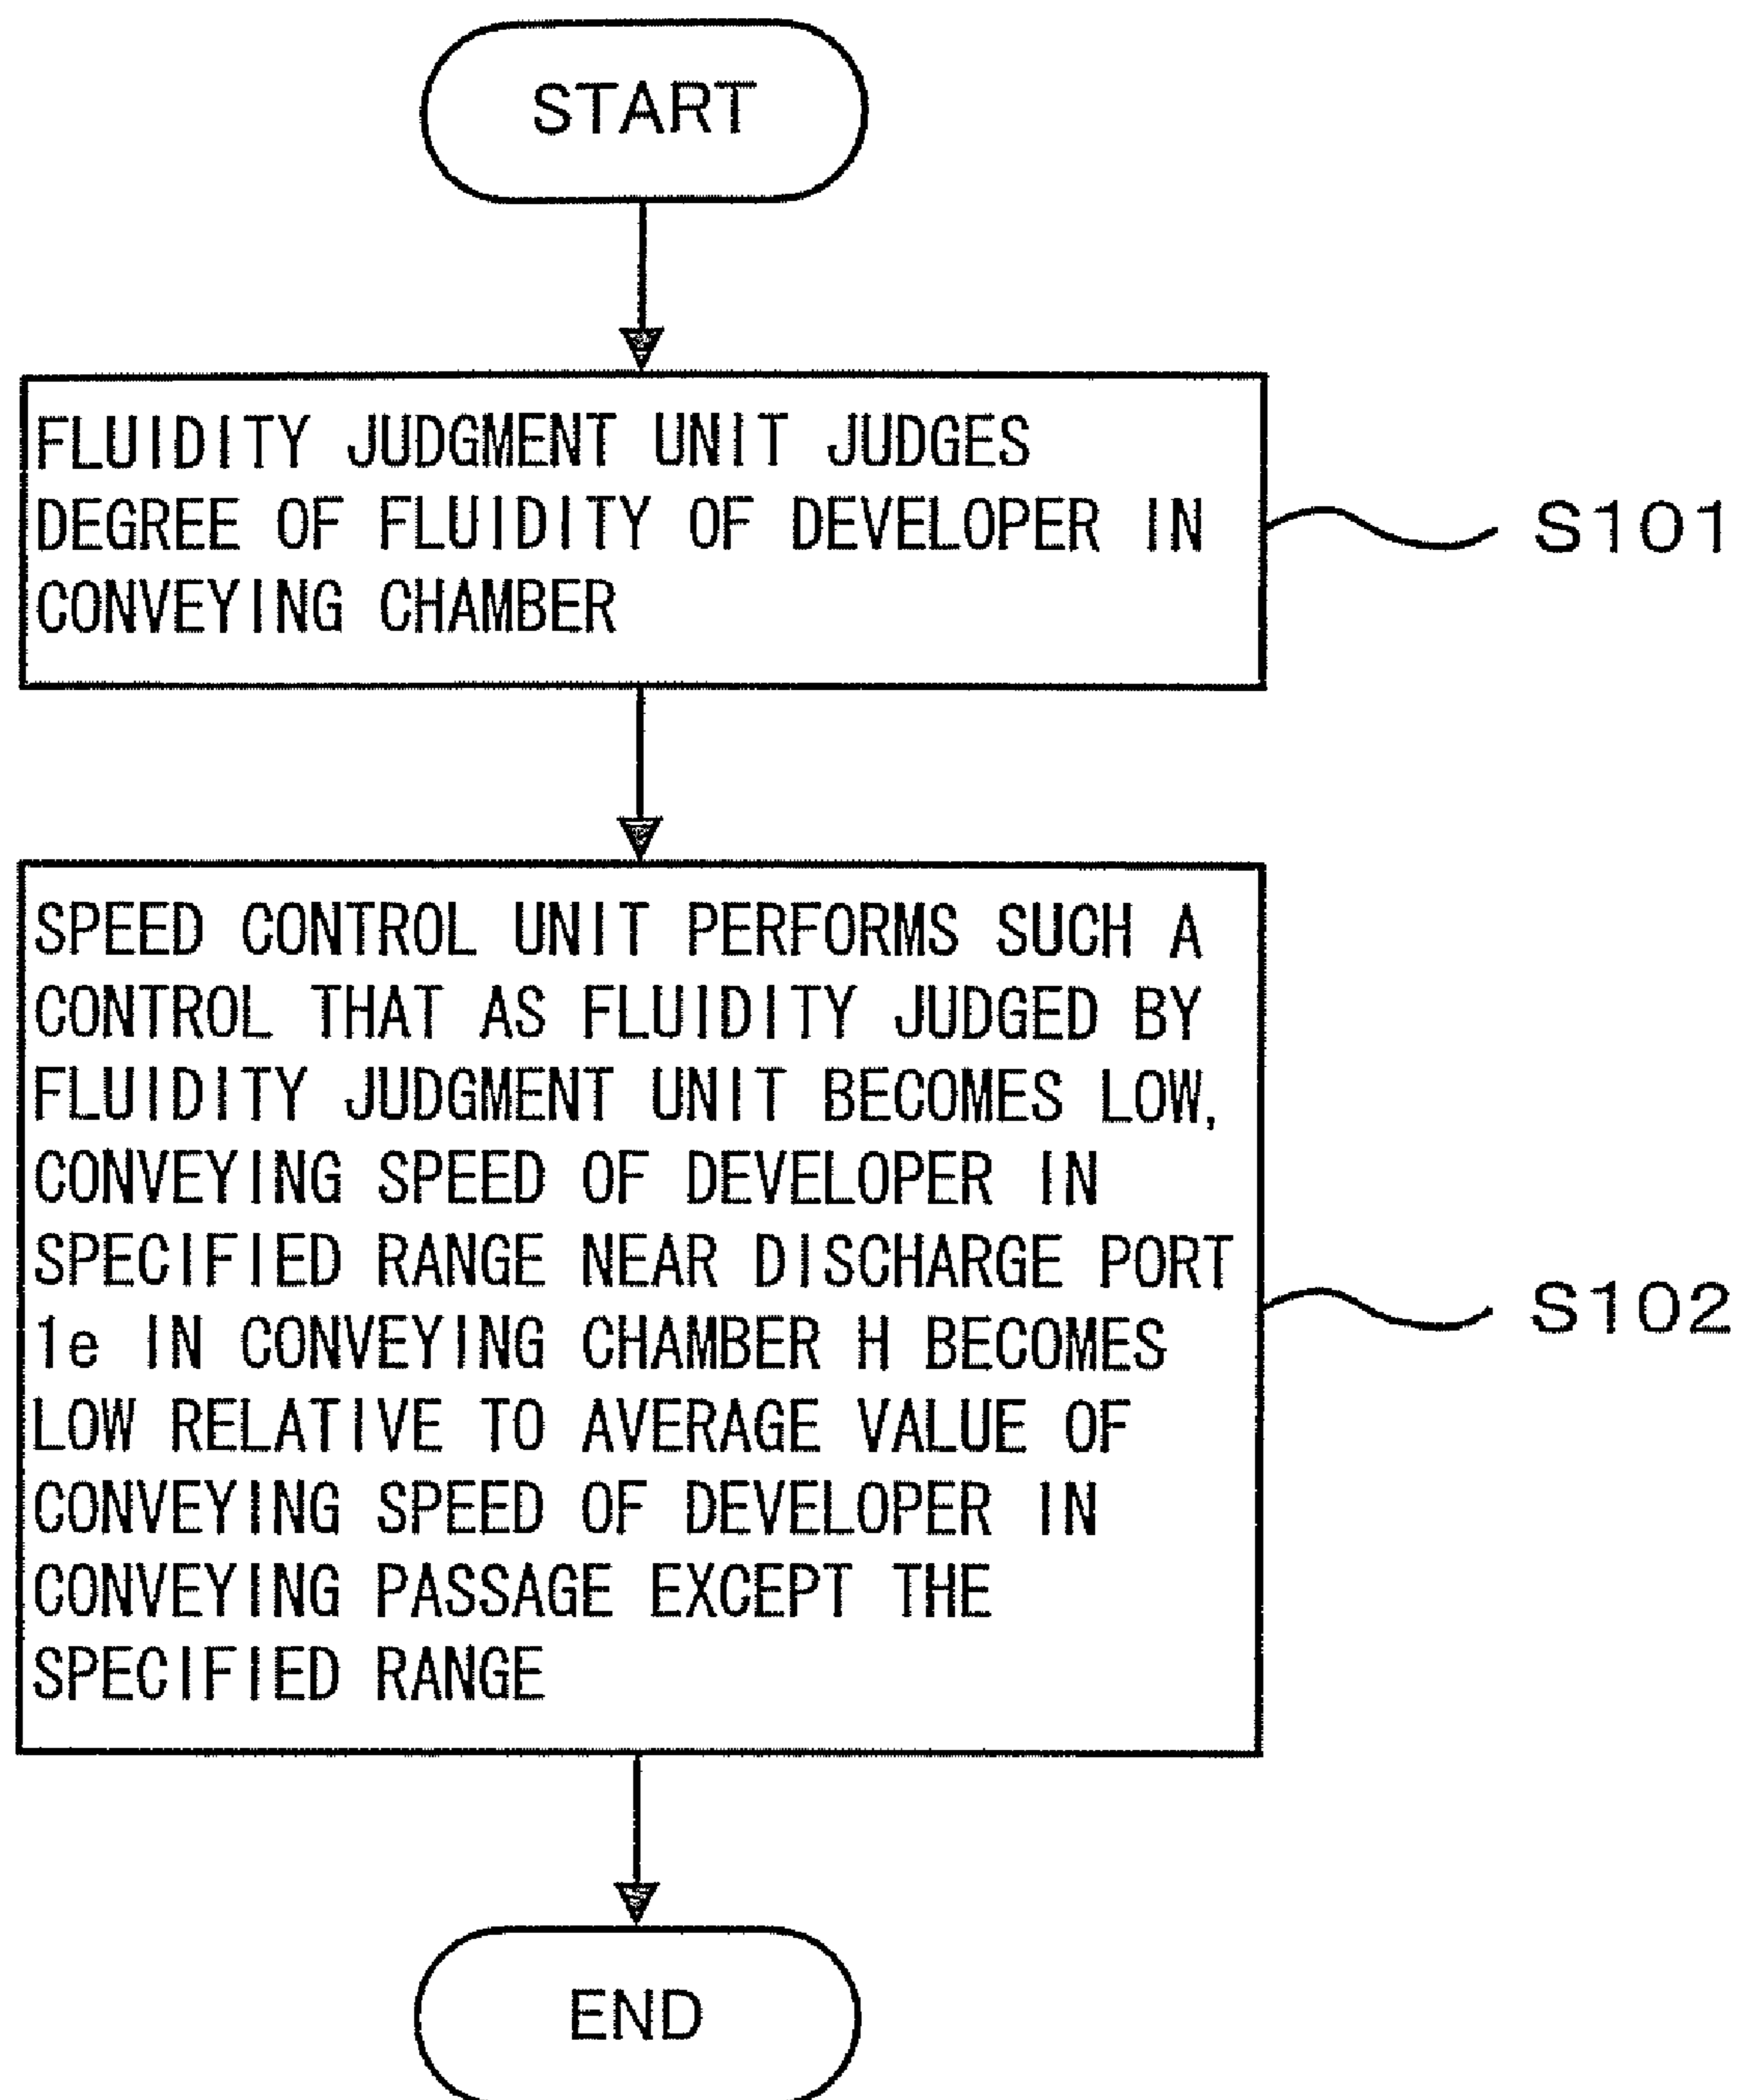 START
FLUIDITY JUDGMENT UNIT JUDGES
DEGREE OF FLUIDITY OF DEVELOPER IN
CONVEYING CHAMBER
S101
SPEED CONTROL UNIT PERFORMS SUCH A
CONTROL THAT AS FLUIDITY JUDGED BY
FLUIDITY JUDGMENT UNIT BECOMES LOW,
CONVEYING SPEED OF DEVELOPER IN
SPECIFIED RANGE NEAR DISCHARGE PORT
1e IN CONVEYING CHAMBER H BECOMES
LOW RELATIVE TO AVERAGE VALUE OF
CONVEYING SPEED OF DEVELOPER IN
CONVEYING PASSAGE EXCEPT THE
SPECIFIED RANGE
S102
END